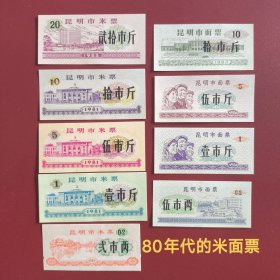 昆明市米票
20
贰拾市斤
1981
昆明市米票
10
拾市斤
1981
昆明市米票
5
伍市斤
1981
昆明市米票
1
壹市斤
1981
昆明市米票
02
弍市两
昆明市面票
10
拾市斤
昆明市面票
5
伍市斤
昆明市面票
1
壹市斤
昆明市面票
05
伍市两
80年代的米面票